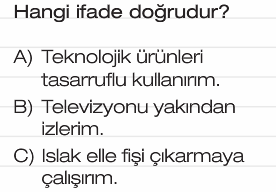 Hangi ifade doğrudur?
A) Teknolojik ürünleri
tasarruflu kullanırım.
B) Televizyonu yakından
izlerim.
C) Islak elle fişi çıkarmaya
çalışırım.